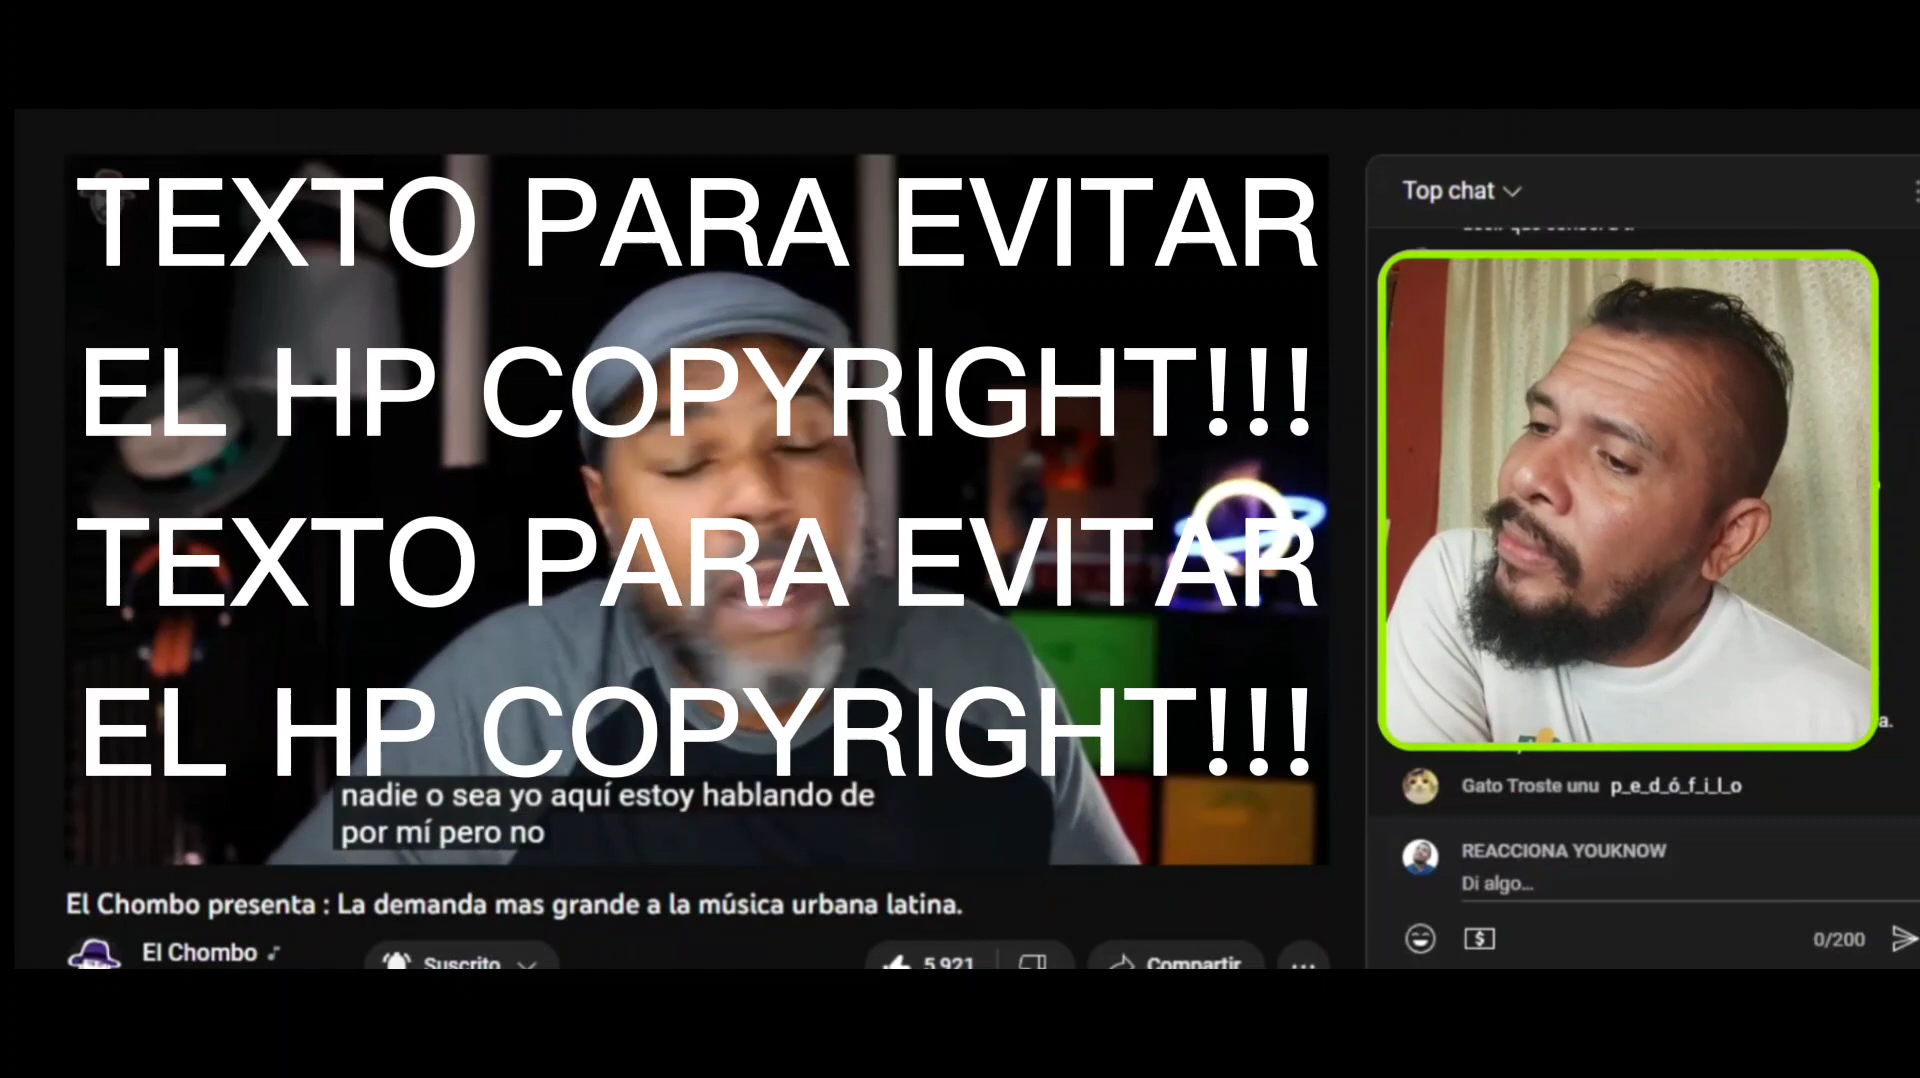 TEXTO PARA EVITAR
EL HP COPYRIGHT!!!
TEXTO PARA EVITAR
EL HP COPYRIGHT!!!
nadie o sea yo aquí estoy hablando de
por mí pero no
El Chombo presenta : La demanda mas grande a la música urbana latina.
El Chombo
Suscrito
5,921
Compartir
Top chat
a.
Gato Troste unu p_e_d_ó_f_i_l_o
REACCIONA YOUKNOW
Di algo...
0/200